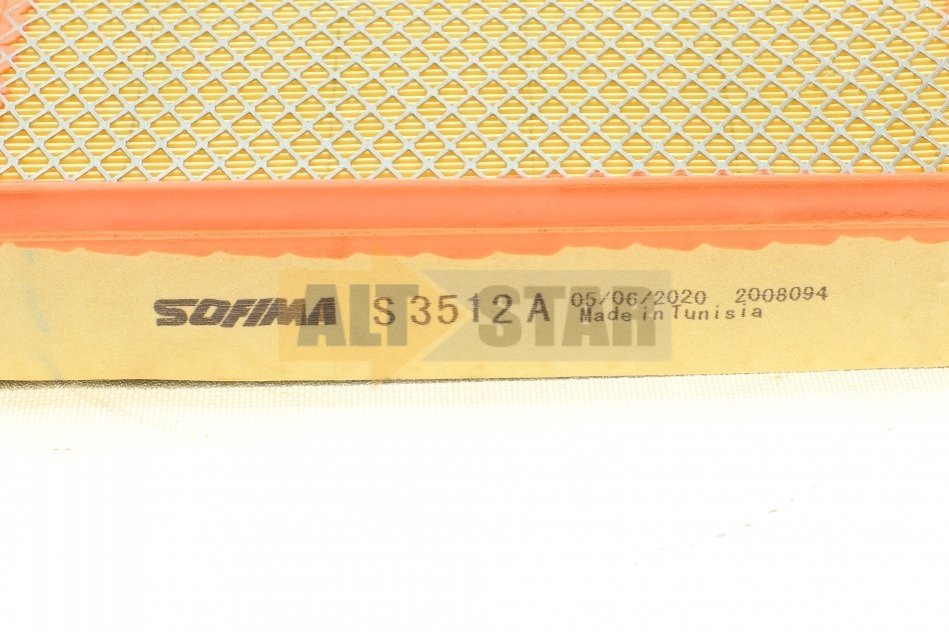 SOFIMA S 3512 A 05/06/2020 2008094
Made in Tunisia
ALT STAR